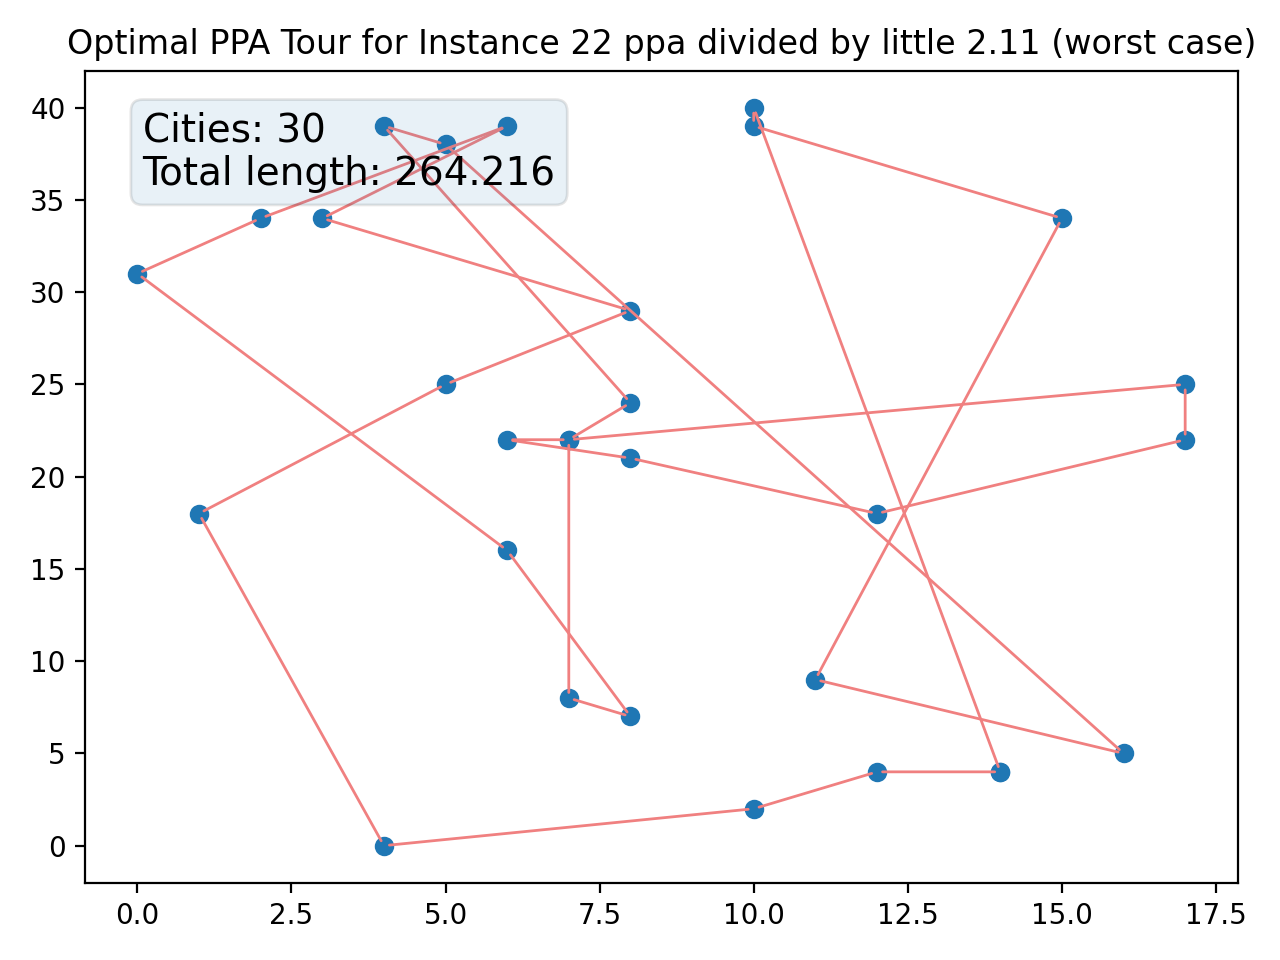 Optimal PPA Tour for Instance 22 ppa divided by little 2.11 (worst case)
Cities: 30
Total length: 264.216
40
35
30
25
20
15
10
5
0
0.0 2.5 5.0 7.5 10.0 12.5 15.0 17.5